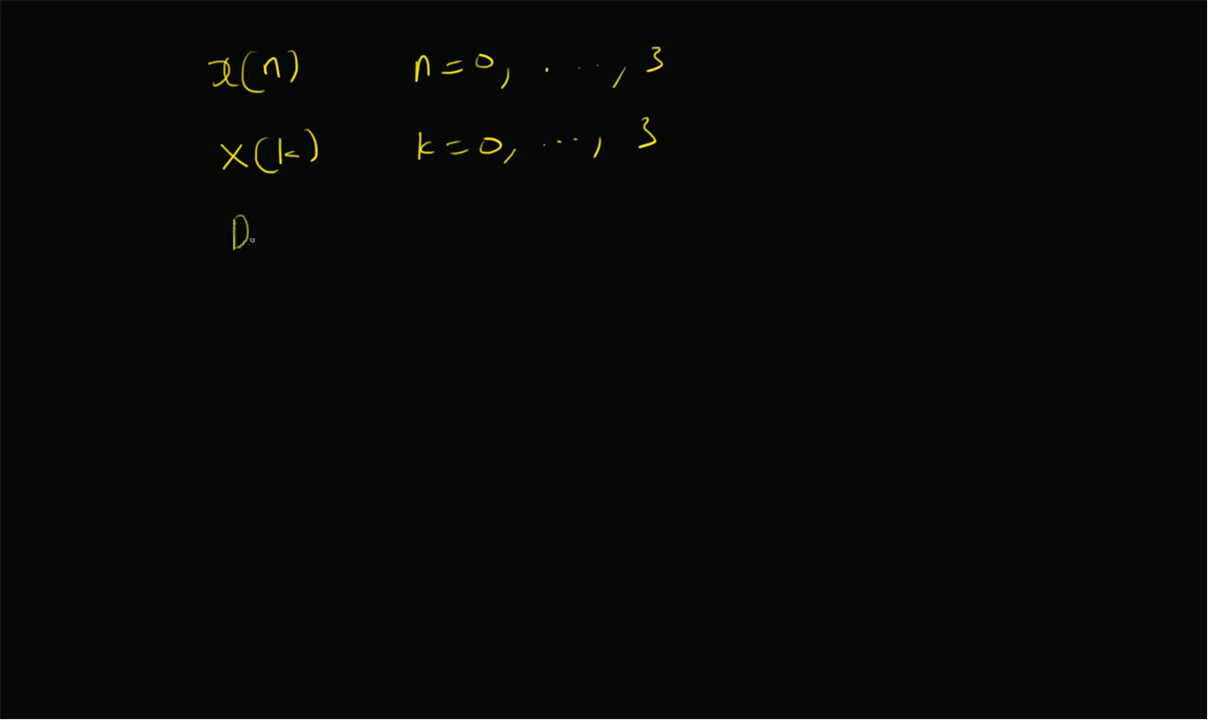 x(n) n=0, ..., 3
X(k) k=0, ..., 3
D